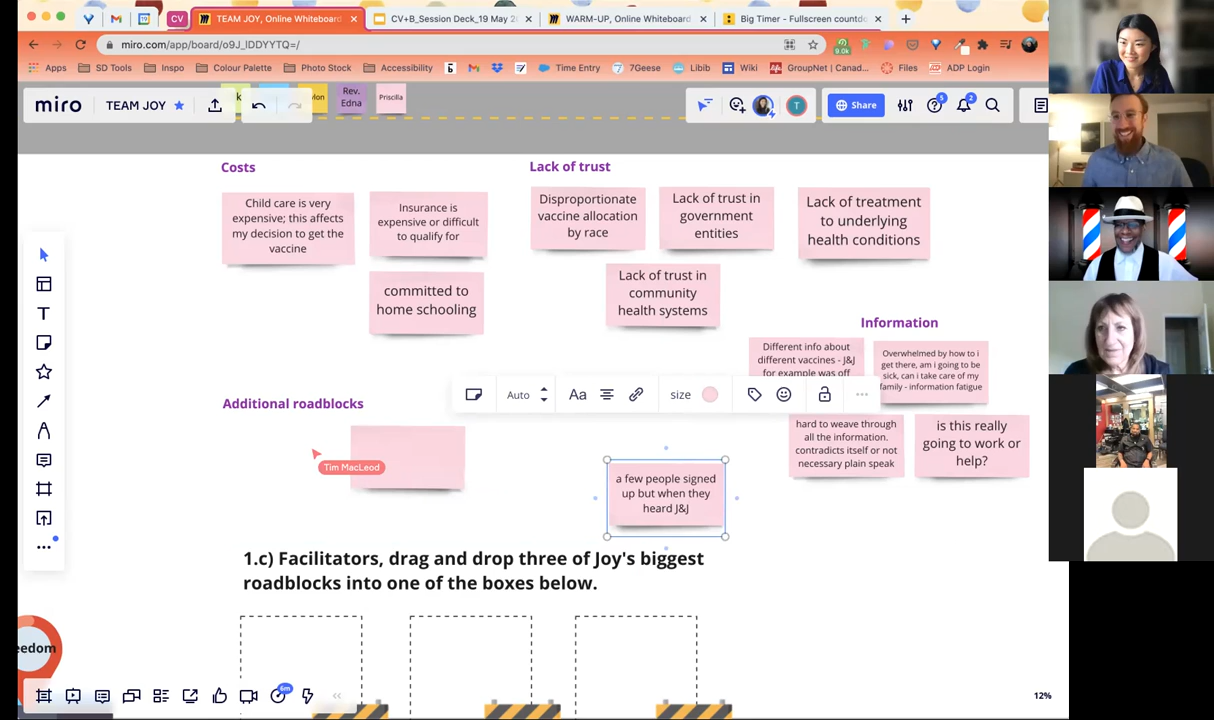 TEAM JOY, Online Whiteboard
CV+B_Session Deck_19 May 2
WARM-UP, Online Whiteboard
Big Timer - Fullscreen countdo
CV
19
miro.com/app/board/o9J_lDDYYTQ=/
9.0k
Apps
SD Tools
Inspo
Colour Palette
Photo Stock
Accessibility
Time Entry
7Geese
Libib
Wiki
GroupNet | Canad...
Files
ADP Login
Rev.
Edna
Priscilla
miro
TEAM JOY
T
Share
5
2
Costs
Child care is very
expensive; this affects
my decision to get the
vaccine
Insurance is
expensive or difficult
to qualify for
committed to
home schooling
Lack of trust
Disproportionate
vaccine allocation
by race
Lack of trust in
government
entities
Lack of treatment
to underlying
health conditions
Lack of trust in
community
health systems
Information
Different info about
different vaccines - J&J
for example was off
Overwhelmed by how to i
get there, am i going to be
sick, can i take care of my
family - information fatigue
hard to weave through
all the information.
contradicts itself or not
necessary plain speak
is this really
going to work or
help?
Auto
Aa
size
Additional roadblocks
Tim MacLeod
a few people signed
up but when they
heard J&J
1.c) Facilitators, drag and drop three of Joy's biggest
roadblocks into one of the boxes below.
eedom
6m
12%